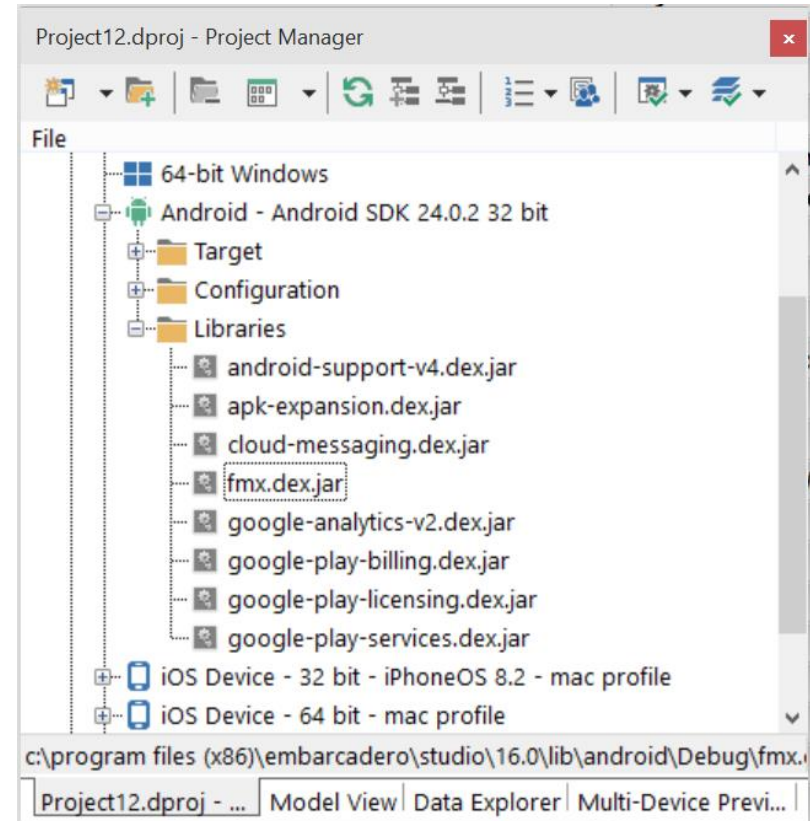 Project12.dproj - Project Manager
File
64-bit Windows
Android - Android SDK 24.0.2 32 bit
Target
Configuration
Libraries
android-support-v4.dex.jar
apk-expansion.dex.jar
cloud-messaging.dex.jar
fmx.dex.jar
google-analytics-v2.dex.jar
google-play-billing.dex.jar
google-play-licensing.dex.jar
google-play-services.dex.jar
iOS Device - 32 bit - iPhoneOS 8.2 - mac profile
iOS Device - 64 bit - mac profile
c:\program files (x86)\embarcadero\studio\16.0\lib\android\Debug\fmx.
Project12.dproj - ... Model View Data Explorer Multi-Device Previ...